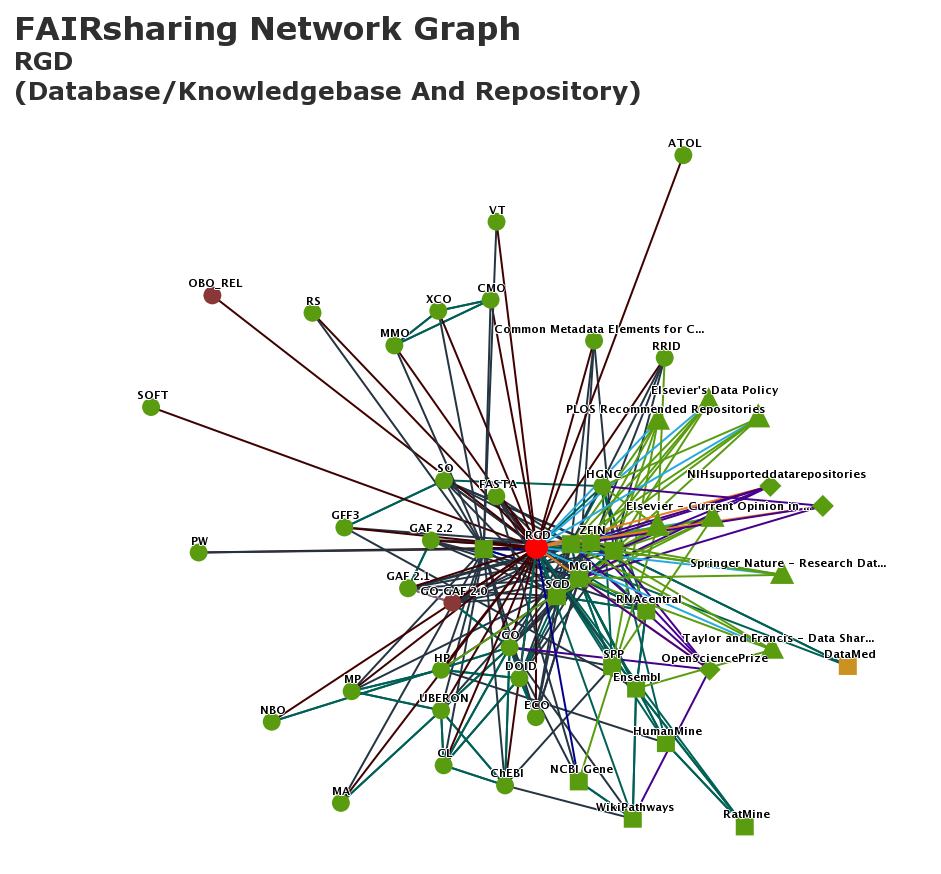 FAIRsharing Network Graph
RGD
(Database/Knowledgebase And Repository)
ATOL
VT
OBO_REL
CMO
RS
XCO
MMO
Common Metadata Elements for C...
RRID
Elsevier's Data Policy
SOFT
PLOS Recommended Repositories
SO
FASTA
HGNC
NIHsupporteddatarepositories
Elsevier - Current Opinion in...
GFF3
GAF 2.2
RGD
ZFIN
PW
MGI
Springer Nature - Research Dat...
GAF 2.1
SGD
GO GAF 2.0
RNAcentral
GO
Taylor and Francis - Data Shar...
HP
DOID
SPP
OpenSciencePrize
DataMed
MP
Ensembl
UBERON
NBO
ECO
HumanMine
CL
ChEBI
NCBI Gene
MA
WikiPathways
RatMine